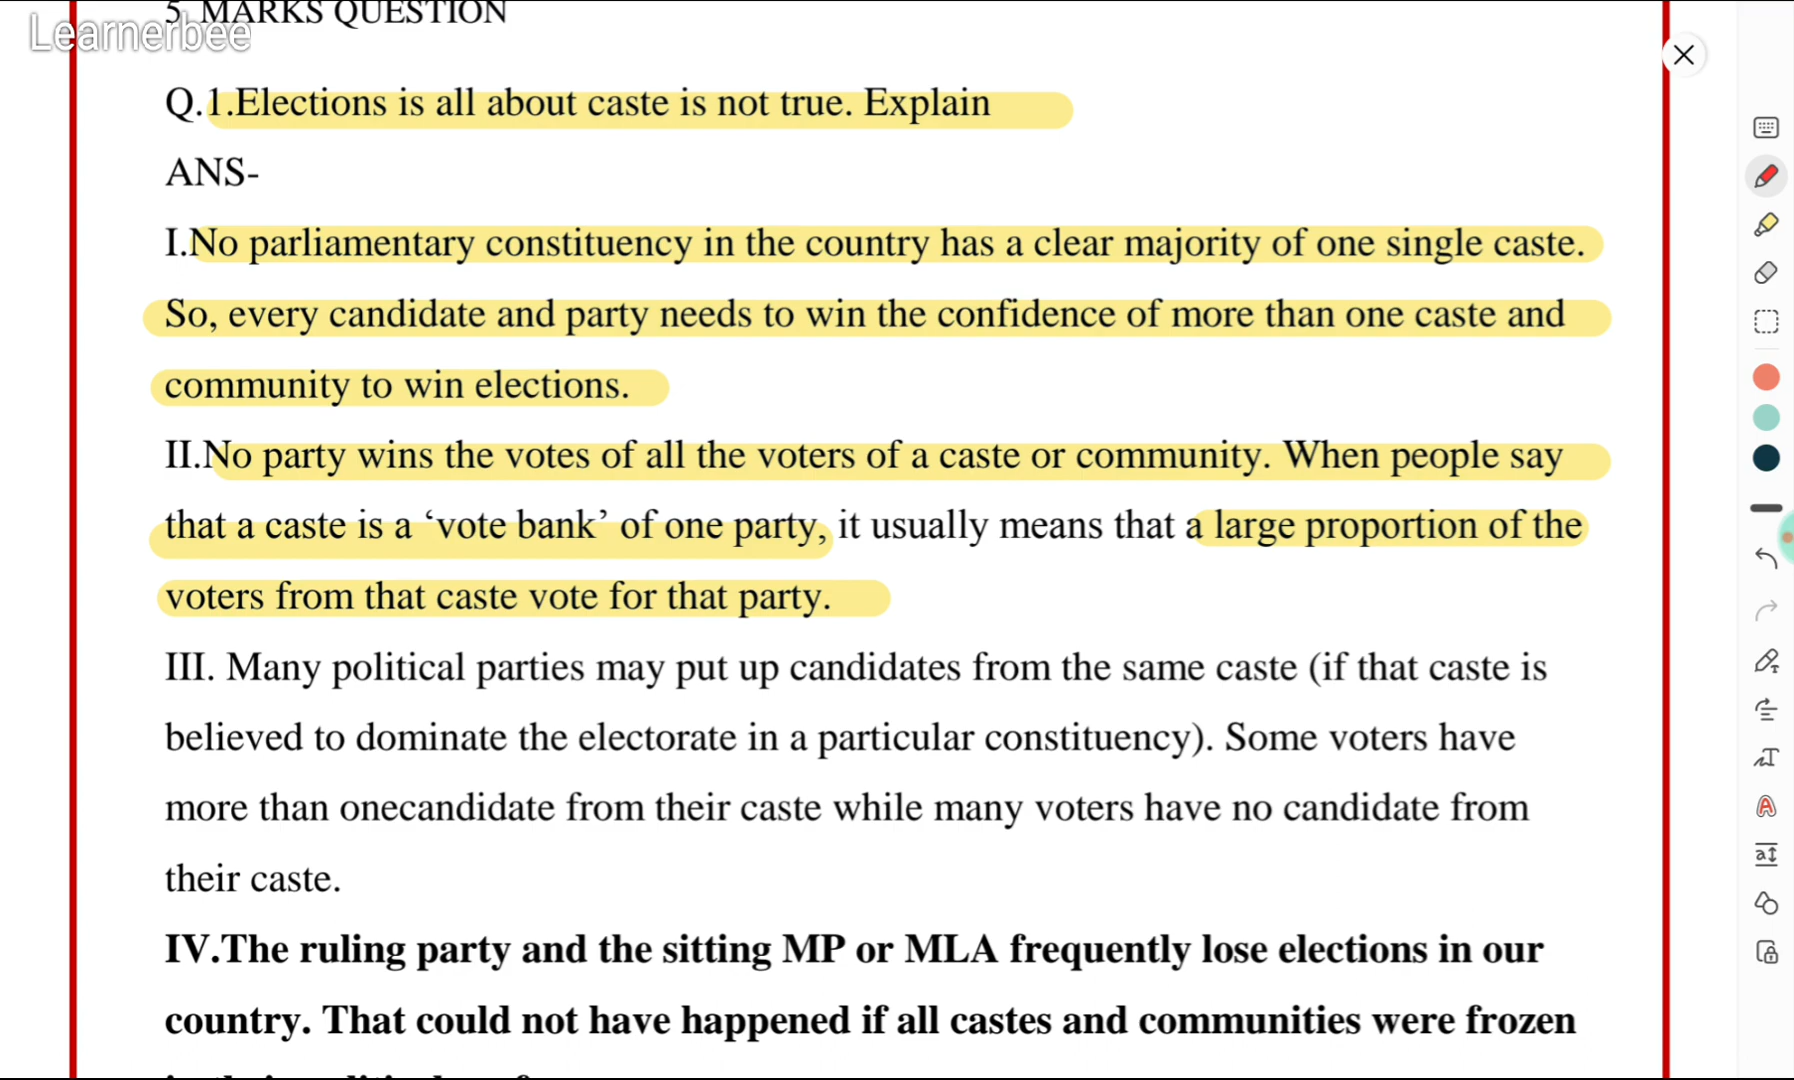 5 MARKS QUESTION
Learnerbee
Q.1.Elections is all about caste is not true. Explain
ANS-
I.No parliamentary constituency in the country has a clear majority of one single caste.
So, every candidate and party needs to win the confidence of more than one caste and
community to win elections.
II.No party wins the votes of all the voters of a caste or community. When people say
that a caste is a ‘vote bank’ of one party, it usually means that a large proportion of the
voters from that caste vote for that party.
III. Many political parties may put up candidates from the same caste (if that caste is
believed to dominate the electorate in a particular constituency). Some voters have
more than onecandidate from their caste while many voters have no candidate from
their caste.
IV.The ruling party and the sitting MP or MLA frequently lose elections in our
country. That could not have happened if all castes and communities were frozen